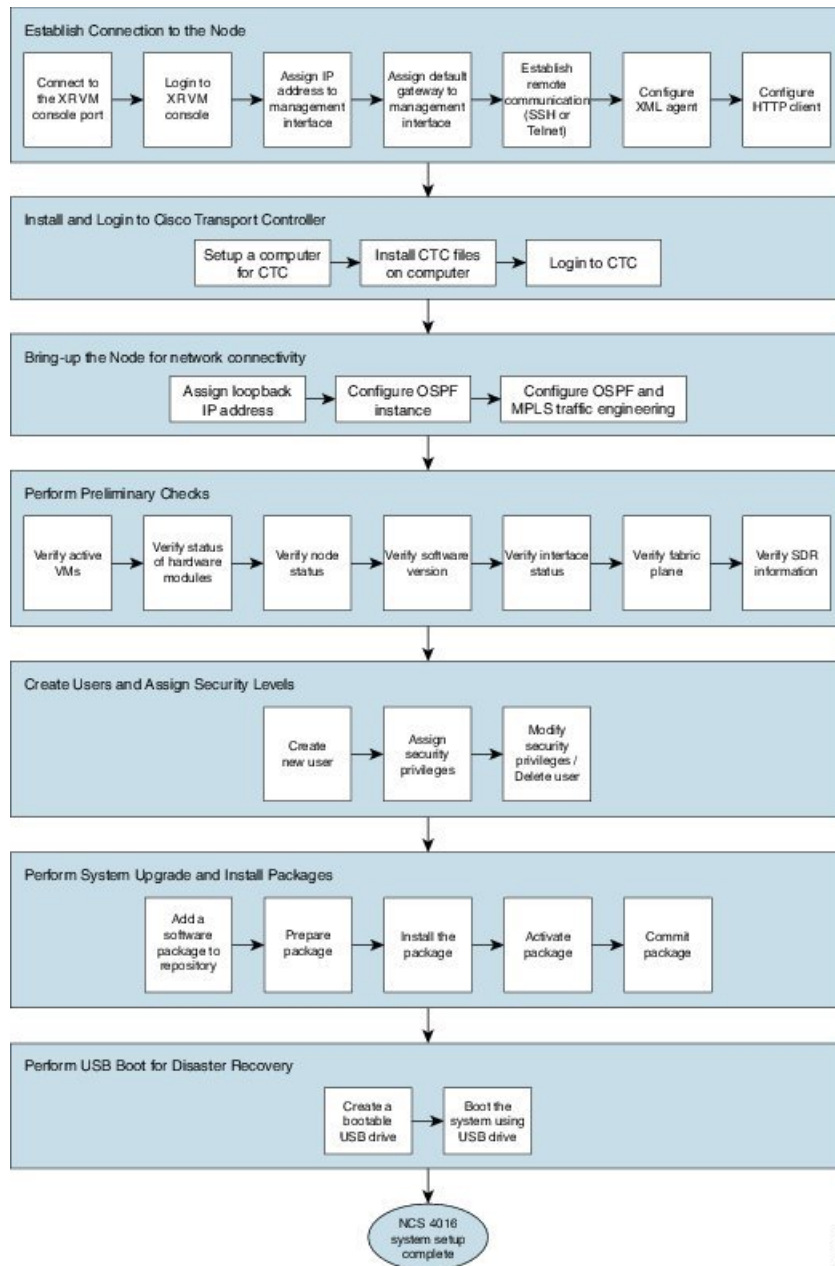 Establish Connection to the Node
Connect to
the XR VM
console port
Login to
XR VM
console
Assign IP
address to
management
interface
Assign default
gateway to
management
interface
Establish
remote
communication
(SSH or
Telnet)
Configure
XML agent
Configure
HTTP client
Install and Login to Cisco Transport Controller
Setup a computer
for CTC
Install CTC files
on computer
Login to CTC
Bring-up the Node for network connectivity
Assign loopback
IP address
Configure OSPF
instance
Configure OSPF and
MPLS traffic engineering
Perform Preliminary Checks
Verify active
VMs
Verify status
of hardware
modules
Verify node
status
Verify software
version
Verify interface
status
Verify fabric
plane
Verify SDR
information
Create Users and Assign Security Levels
Create
new user
Assign
security
privileges
Modify
security
privileges /
Delete user
Perform System Upgrade and Install Packages
Add a
software
package to
repository
Prepare
package
Install the
package
Activate
package
Commit
package
Perform USB Boot for Disaster Recovery
Create a
bootable
USB drive
Boot the
system using
USB drive
NCS 4016
system setup
complete